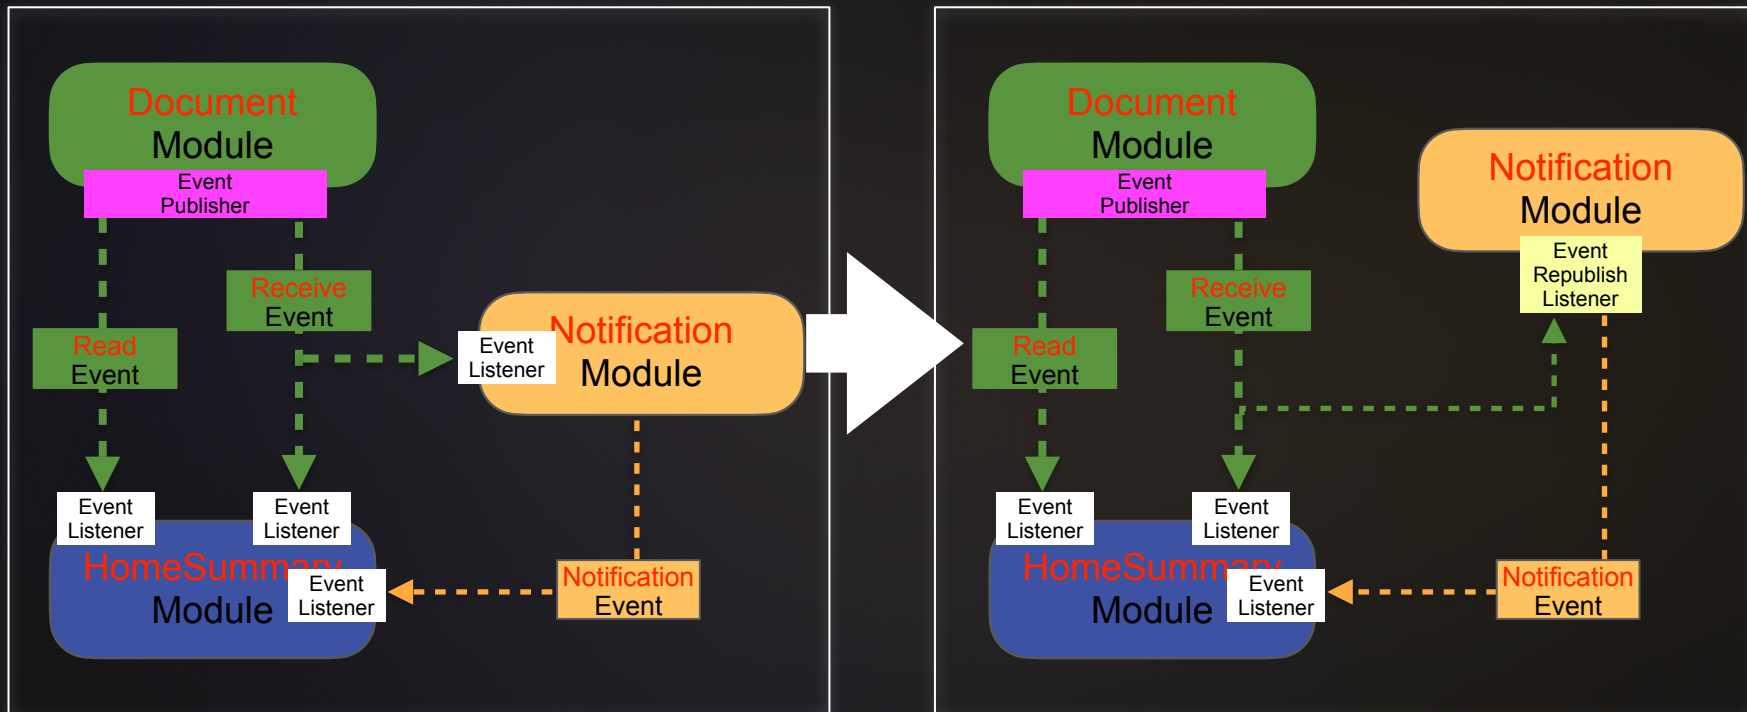 Document
Module
Event
Publisher
Receive
Event
Read
Event
Event
Listener
Notification
Module
Event
Listener
Event
Listener
HomeSummary
Module
Event
Listener
Notification
Event
Document
Module
Event
Publisher
Notification
Module
Event
Republish
Listener
Receive
Event
Read
Event
Event
Listener
Event
Listener
HomeSummary
Module
Event
Listener
Notification
Event